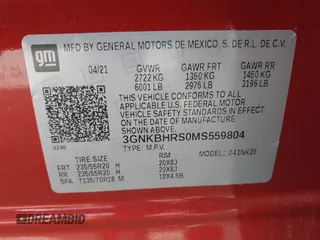 gm
MFD BY GENERAL MOTORS DE MEXICO, S. DE R.L. DE C.V.
04/21 GVWR GAWR FRT GAWR RR
2722 KG 1350 KG 1450 KG
6001 LB 2976 LB 3196 LB
THIS VEHICLE CONFORMS TO ALL
APPLICABLE U.S. FEDERAL MOTOR
VEHICLE SAFETY STANDARDS IN EFFECT
ON THE DATE OF MANUFACTURE
SHOWN ABOVE.
3GNKBHRS0MS559804
TYPE: M.P.V. MODEL:
TIRE SIZE RIM
FRT 235/55R20 H 20X8J
RR 235/55R20 H 20X8J
SPA T135/70R18 M 18X4.5B
DREAMBID